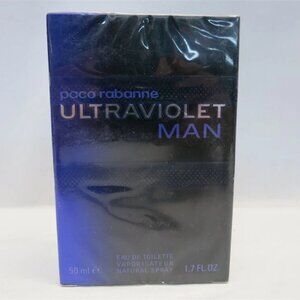 paco rabanne
ULTRAVIOLET
MAN
EAU DE TOILETTE
VAPORISATEUR
50 ml e NATURAL SPRAY 1.7 FL.OZ.